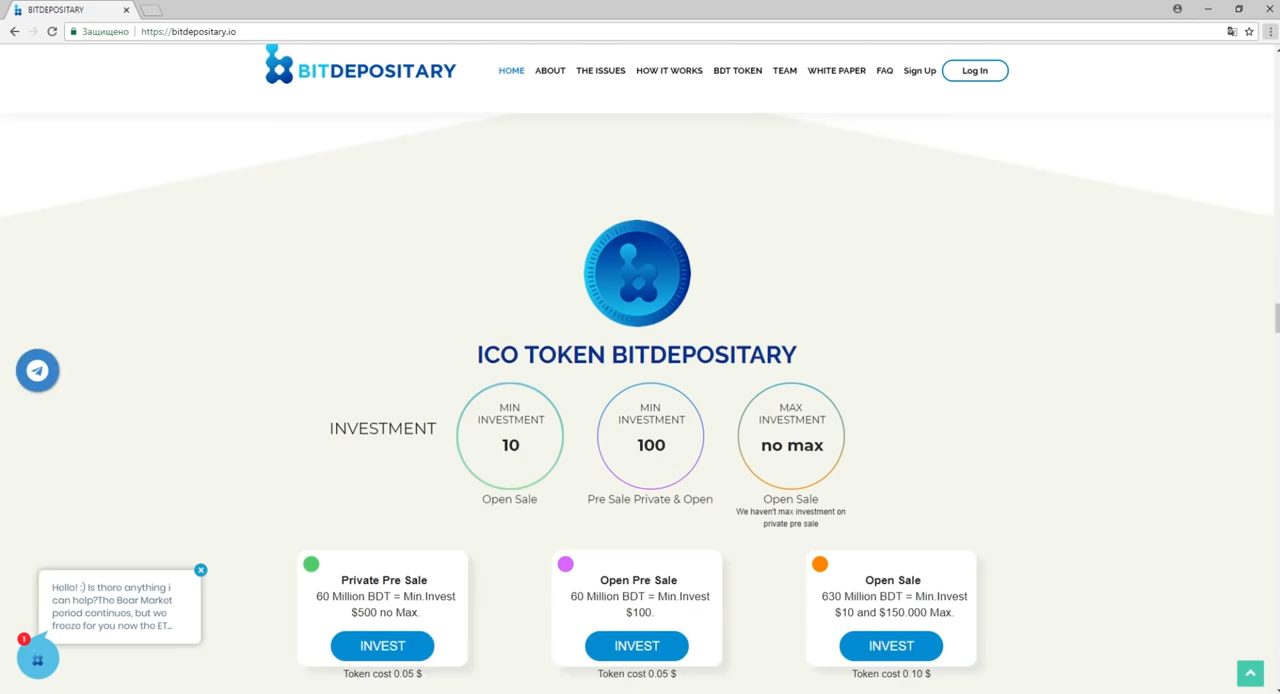 BITDEPOSITARY
Защищено
https://bitdepositary.io
BITDEPOSITARY
HOME
ABOUT
THE ISSUES
HOW IT WORKS
BDT TOKEN
TEAM
WHITE PAPER
FAQ
Sign Up
Log In
ICO TOKEN BITDEPOSITARY
INVESTMENT
MIN
INVESTMENT
10
Open Sale
MIN
INVESTMENT
100
Pre Sale Private & Open
MAX
INVESTMENT
no max
Open Sale
We haven't max investment on
private pre sale
Private Pre Sale
60 Million BDT = Min.Invest
$500 no Max.
INVEST
Token cost 0.05 $
Open Pre Sale
60 Million BDT = Min.Invest
$100.
INVEST
Token cost 0.05 $
Open Sale
630 Million BDT = Min.Invest
$10 and $150.000 Max.
INVEST
Token cost 0.10 $
Hello! :) Is there anything i
can help?The Bear Market
period continues, but we
freeze for you now the ET...
1